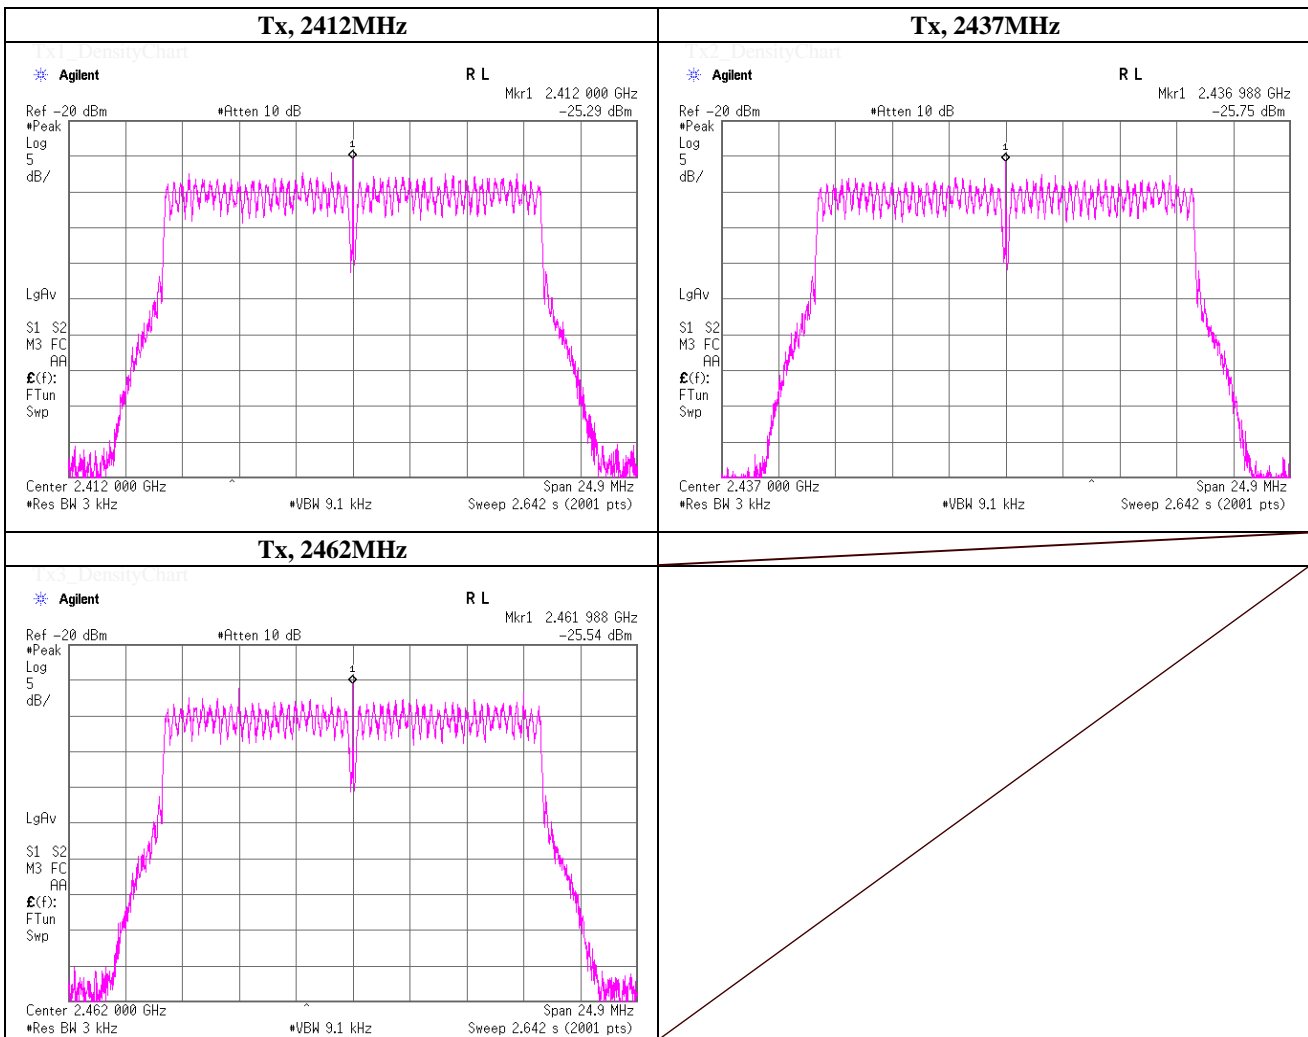 Tx, 2412MHz
Tx, 2437MHz
Tx1_DensityChart
Agilent
R L
Mkr1 2.412 000 GHz
Ref -20 dBm #Atten 10 dB -25.29 dBm
#Peak
Log
5
dB/
1
LgAv
S1 S2
M3 FC
AA
£(f):
FTun
Swp
Center 2.412 000 GHz ^ Span 24.9 MHz
#Res BW 3 kHz #VBW 9.1 kHz Sweep 2.642 s (2001 pts)
Tx2_DensityChart
Agilent
R L
Mkr1 2.436 988 GHz
Ref -20 dBm #Atten 10 dB -25.75 dBm
#Peak
Log
5
dB/
1
LgAv
S1 S2
M3 FC
AA
£(f):
FTun
Swp
Center 2.437 000 GHz ^ Span 24.9 MHz
#Res BW 3 kHz #VBW 9.1 kHz Sweep 2.642 s (2001 pts)
Tx, 2462MHz
Tx3_DensityChart
Agilent
R L
Mkr1 2.461 988 GHz
Ref -20 dBm #Atten 10 dB -25.54 dBm
#Peak
Log
5
dB/
1
LgAv
S1 S2
M3 FC
AA
£(f):
FTun
Swp
Center 2.462 000 GHz ^ Span 24.9 MHz
#Res BW 3 kHz #VBW 9.1 kHz Sweep 2.642 s (2001 pts)